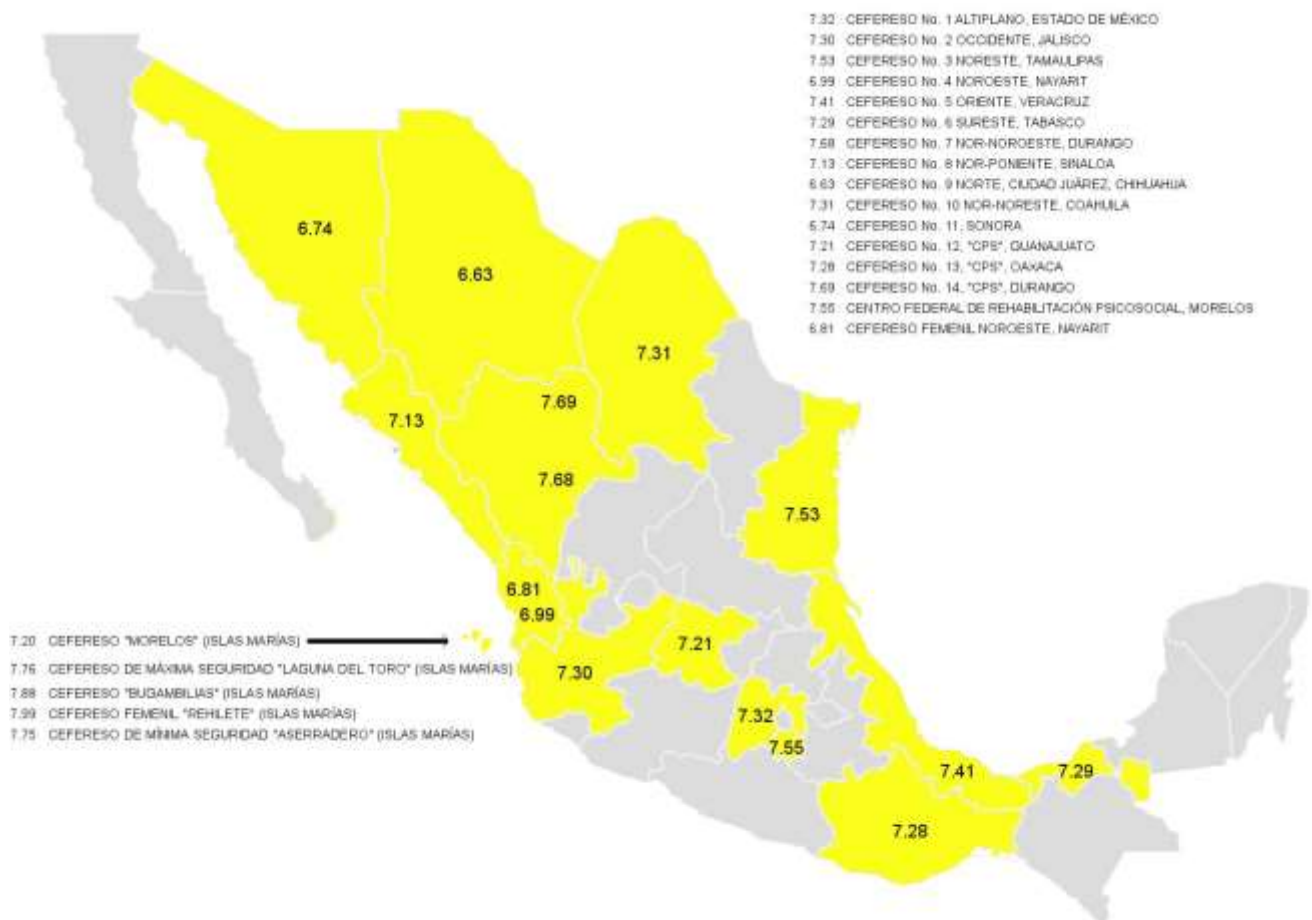 7.32 CEFERESO No. 1 ALTIPLANO, ESTADO DE MÉXICO
7.30 CEFERESO No. 2 OCCIDENTE, JALISCO
7.53 CEFERESO No. 3 NORESTE, TAMAULIPAS
6.99 CEFERESO No. 4 NOROESTE, NAYARIT
7.41 CEFERESO No. 5 ORIENTE, VERACRUZ
7.29 CEFERESO No. 6 SURESTE, TABASCO
7.68 CEFERESO No. 7 NOR-NOROESTE, DURANGO
7.13 CEFERESO No. 8 NOR-PONIENTE, SINALOA
6.63 CEFERESO No. 9 NORTE, CIUDAD JUÁREZ, CHIHUAHUA
7.31 CEFERESO No. 10 NOR-NORESTE, COAHUILA
6.74 CEFERESO No. 11, SONORA
7.21 CEFERESO No. 12, "CPS", GUANAJUATO
7.28 CEFERESO No. 13, "CPS", OAXACA
7.69 CEFERESO No. 14, "CPS", DURANGO
7.55 CENTRO FEDERAL DE REHABILITACIÓN PSICOSOCIAL, MORELOS
6.81 CEFERESO FEMENIL NOROESTE, NAYARIT
6.74
6.63
7.31
7.69
7.13
7.68
7.53
6.81
6.99
7.21
7.30
7.32
7.55
7.41
7.29
7.28
7.20 CEFERESO "MORELOS" (ISLAS MARÍAS)
7.76 CEFERESO DE MÁXIMA SEGURIDAD "LAGUNA DEL TORO" (ISLAS MARÍAS)
7.88 CEFERESO "BUGAMBILIAS" (ISLAS MARÍAS)
7.99 CEFERESO FEMENIL "REHILETE" (ISLAS MARÍAS)
7.75 CEFERESO DE MÍNIMA SEGURIDAD "ASERRADERO" (ISLAS MARÍAS)